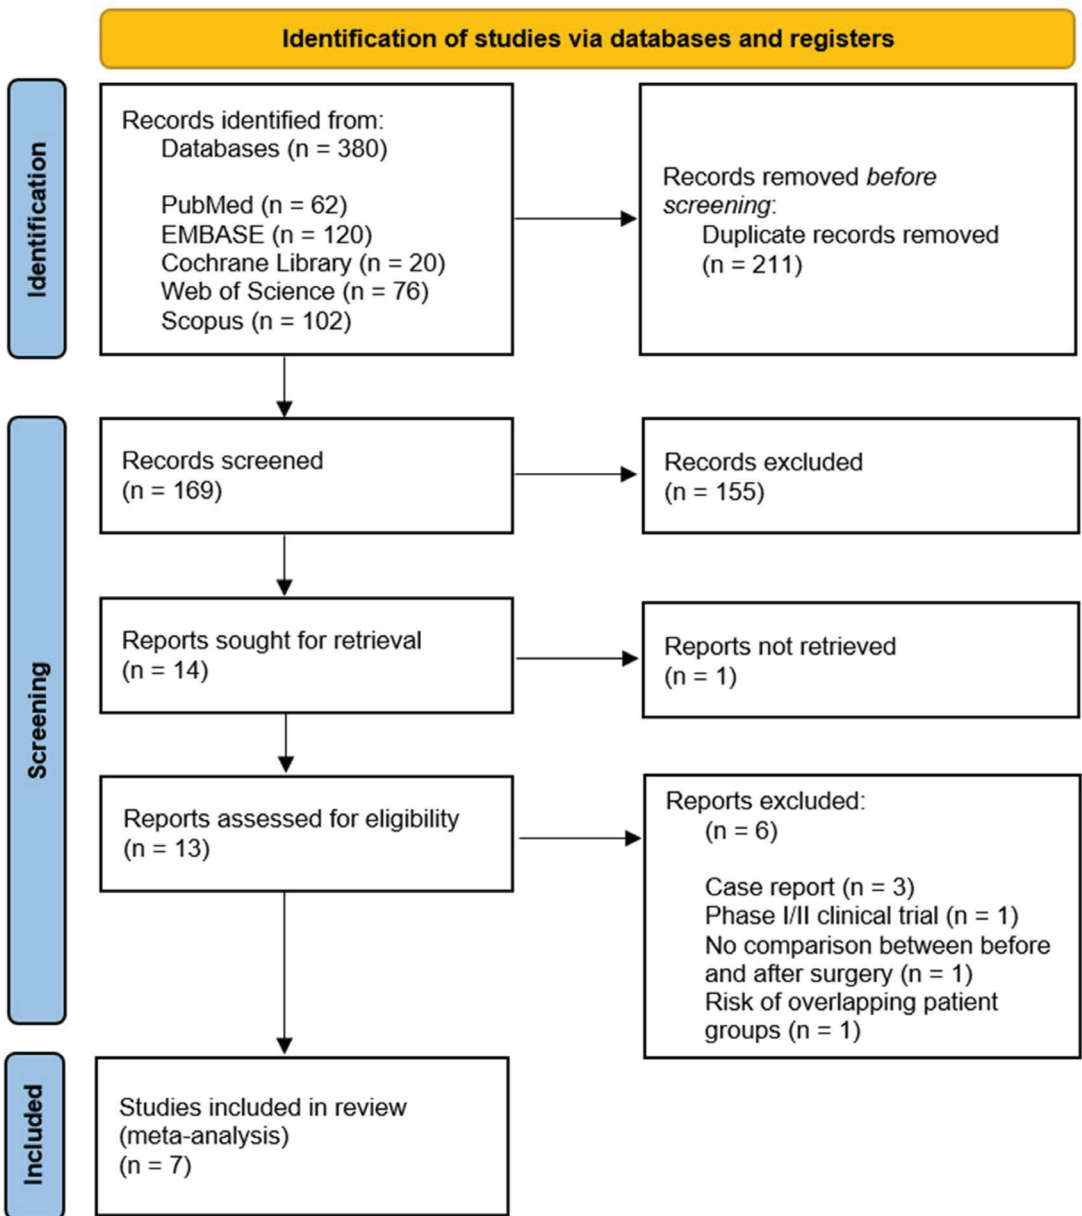 Identification of studies via databases and registers
Identification
Records identified from:
Databases (n = 380)
PubMed (n = 62)
EMBASE (n = 120)
Cochrane Library (n = 20)
Web of Science (n = 76)
Scopus (n = 102)
Records removed before
screening:
Duplicate records removed
(n = 211)
Screening
Records screened
(n = 169)
Records excluded
(n = 155)
Reports sought for retrieval
(n = 14)
Reports not retrieved
(n = 1)
Reports assessed for eligibility
(n = 13)
Reports excluded:
(n = 6)
Case report (n = 3)
Phase I/II clinical trial (n = 1)
No comparison between before
and after surgery (n = 1)
Risk of overlapping patient
groups (n = 1)
Included
Studies included in review
(meta-analysis)
(n = 7)